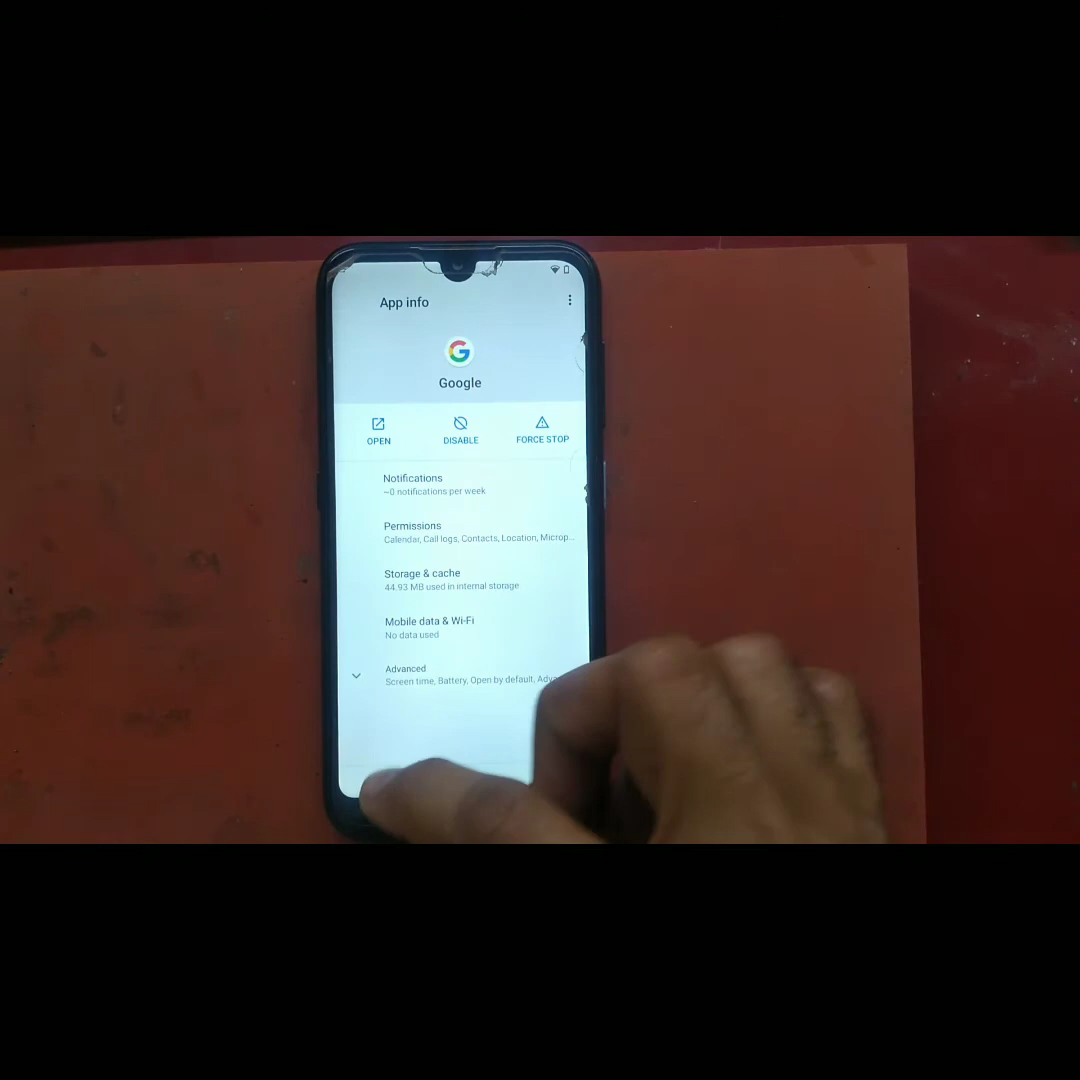 App info
Google
OPEN
DISABLE
FORCE STOP
Notifications
~0 notifications per week
Permissions
Calendar, Call logs, Contacts, Location, Microp...
Storage & cache
44.93 MB used in internal storage
Mobile data & Wi-Fi
No data used
Advanced
Screen time, Battery, Open by default, Adva